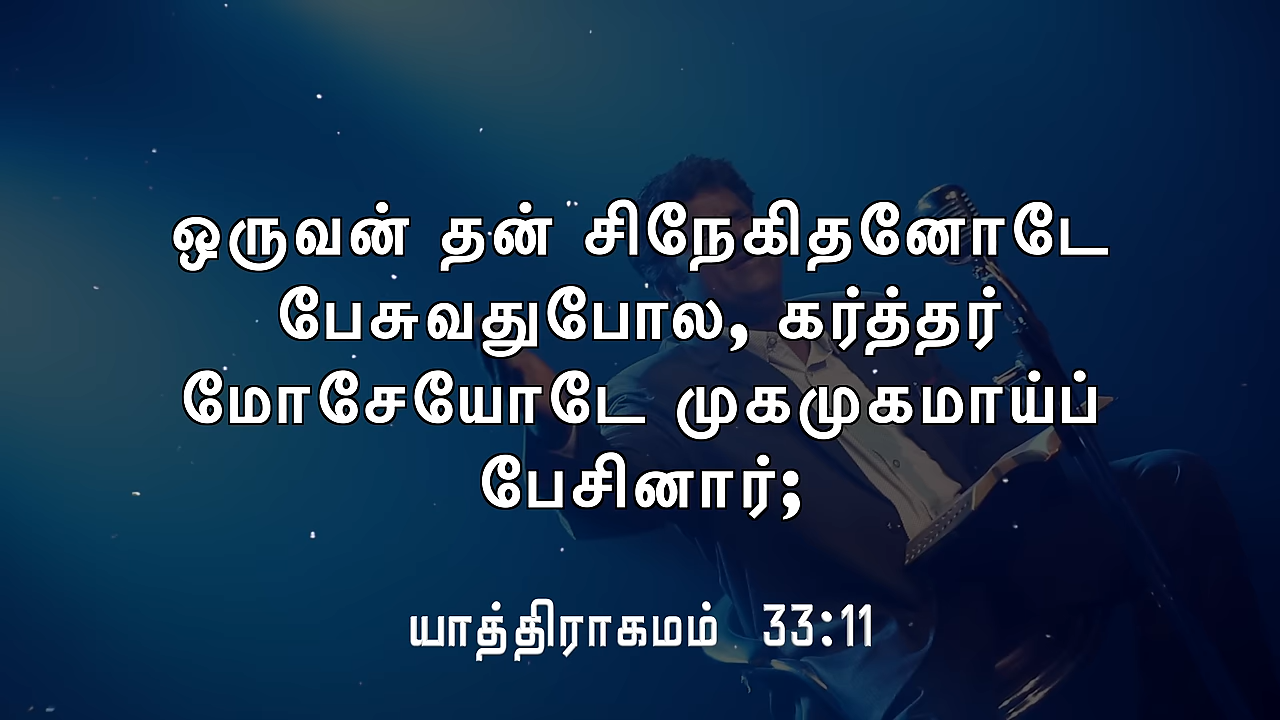 ஒருவன் தன் சிநேகிதனோடே
பேசுவதுபோல, கர்த்தர்
மோசேயோடே முகமுகமாய்ப்
பேசினார்;
யாத்திராகமம் 33:11